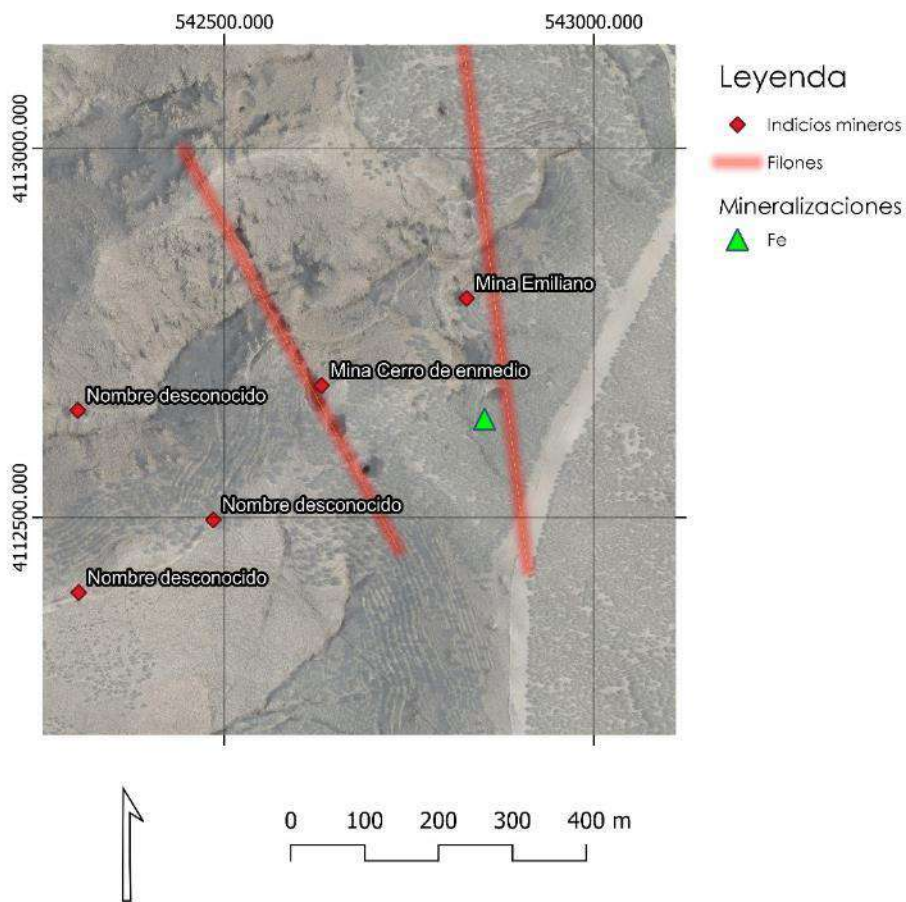 542500.000
543000.000
4113000.000
4112500.000
Mina Emiliano
Mina Cerro de enmedio
Nombre desconocido
Nombre desconocido
Nombre desconocido
Leyenda
Indicios mineros
Filones
Mineralizaciones
Fe
0 100 200 300 400 m